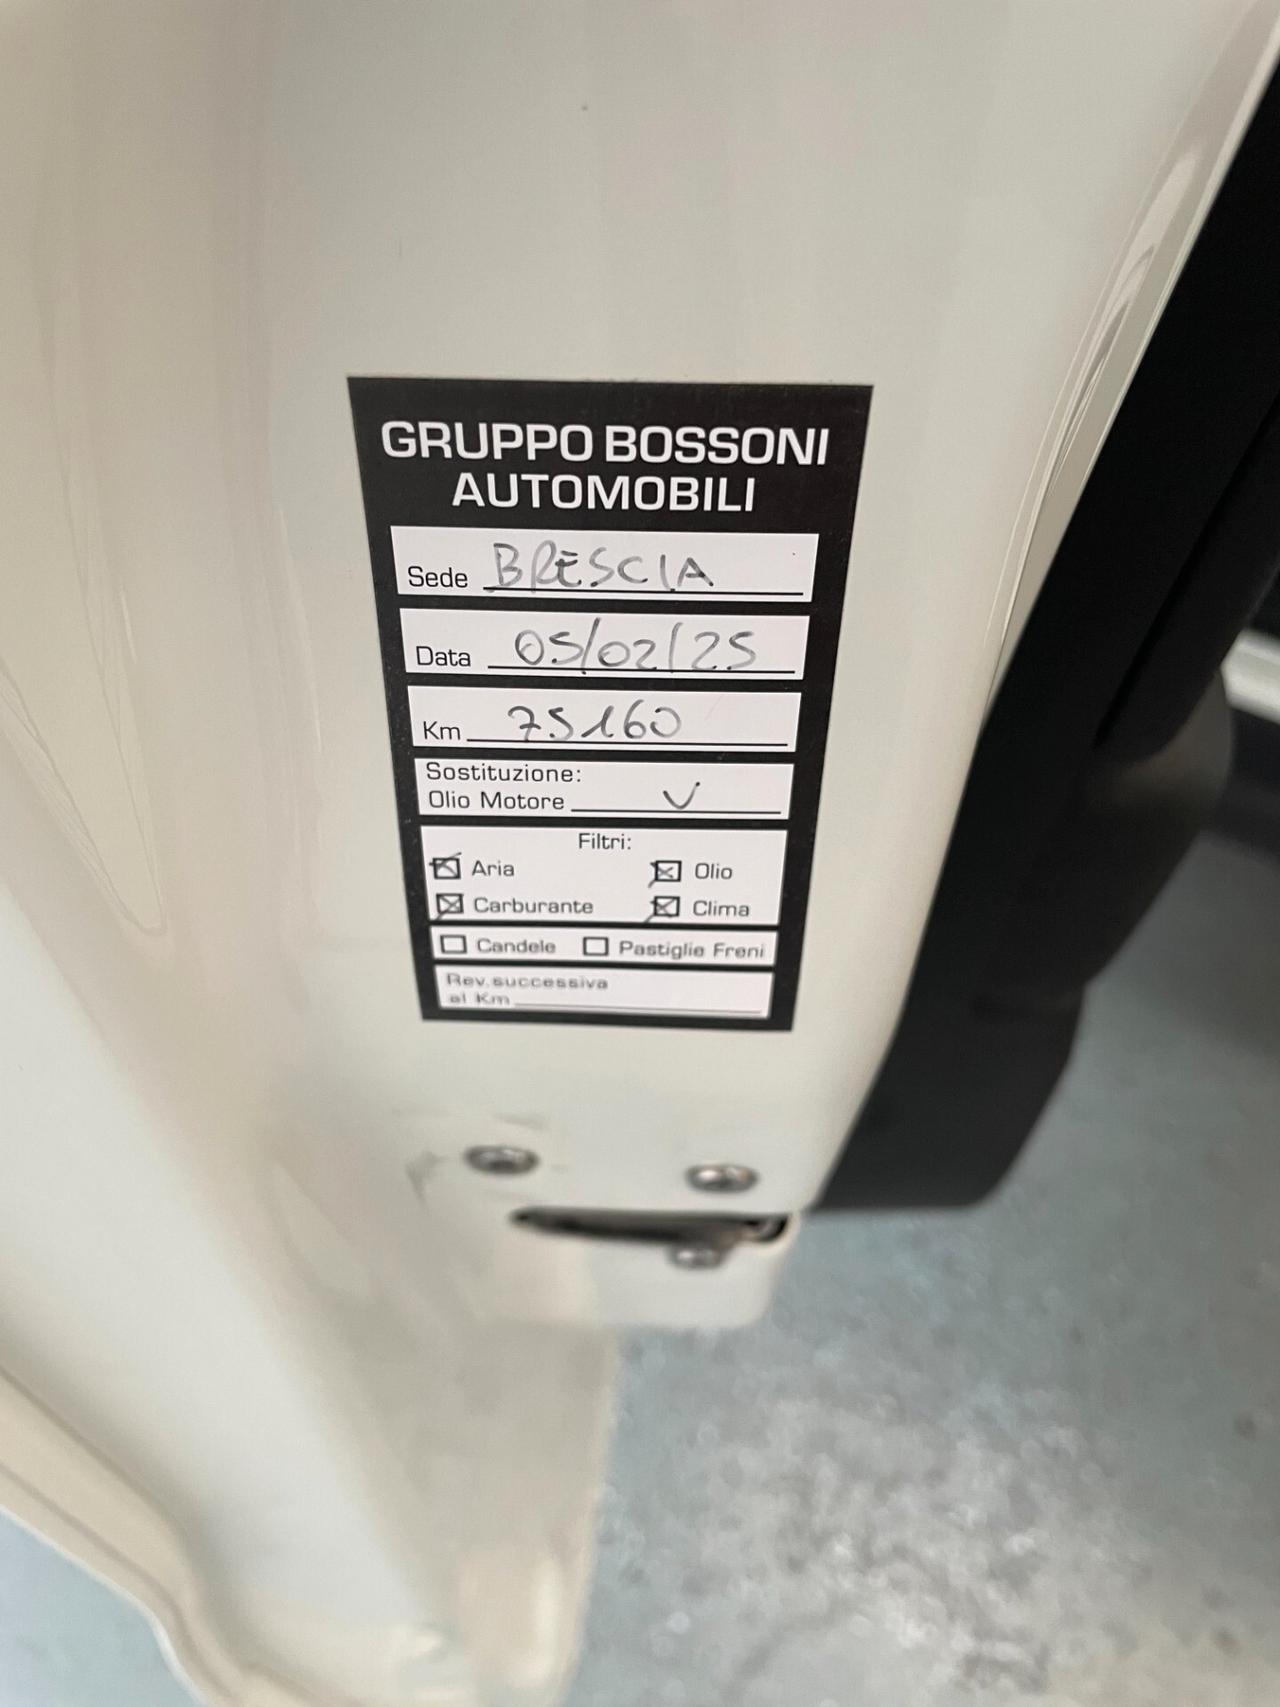 GRUPPO BOSSONI
AUTOMOBILI
Sede BRESCIA
Data 05/02/25
Km 75160
Sostituzione:
Olio Motore V
Filtri:
Aria Olio
Carburante Clima
Candele Pastiglie Freni
Rev. successiva
al Km